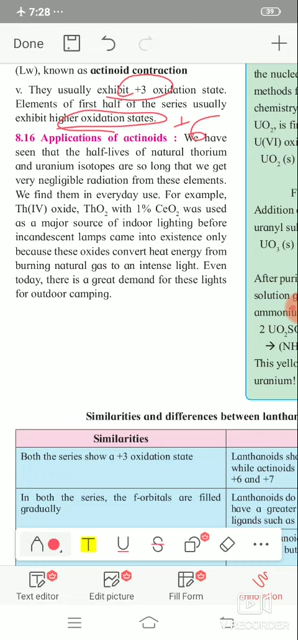 7:28
39
Done
(Lw), known as actinoid contraction
v. They usually exhibit +3 oxidation state.
Elements of first half of the series usually
exhibit higher oxidation states.
+6
8.16 Applications of actinoids : We have
seen that the half-lives of natural thorium
and uranium isotopes are so long that we get
very negligible radiation from these elements.
We find them in everyday use. For example,
Th(IV) oxide, ThO2 with 1% CeO2 was used
as a major source of indoor lighting before
incandescent lamps came into existence only
because these oxides convert heat energy from
burning natural gas to an intense light. Even
today, there is a great demand for these lights
for outdoor camping.
the nucle
methods f
chemistry
UO2, is fir
U(VI) oxi
UO2 (s)
F
Addition
uranyl sul
UO3 (s)
After puri
solution
ammoniu
2 UO2SO
→ (NH
This yellow
uranium!
Similarities and differences between lantha
Similarities
Both the series show a +3 oxidation state
Lanthanoids sho
while actinoids
+6 and +7
In both the series, the f-orbitals are filled
gradually
Lanthanoids do
have a greater
ligands such as
but
A
T
U
S
Text editor
Edit picture
Fill Form